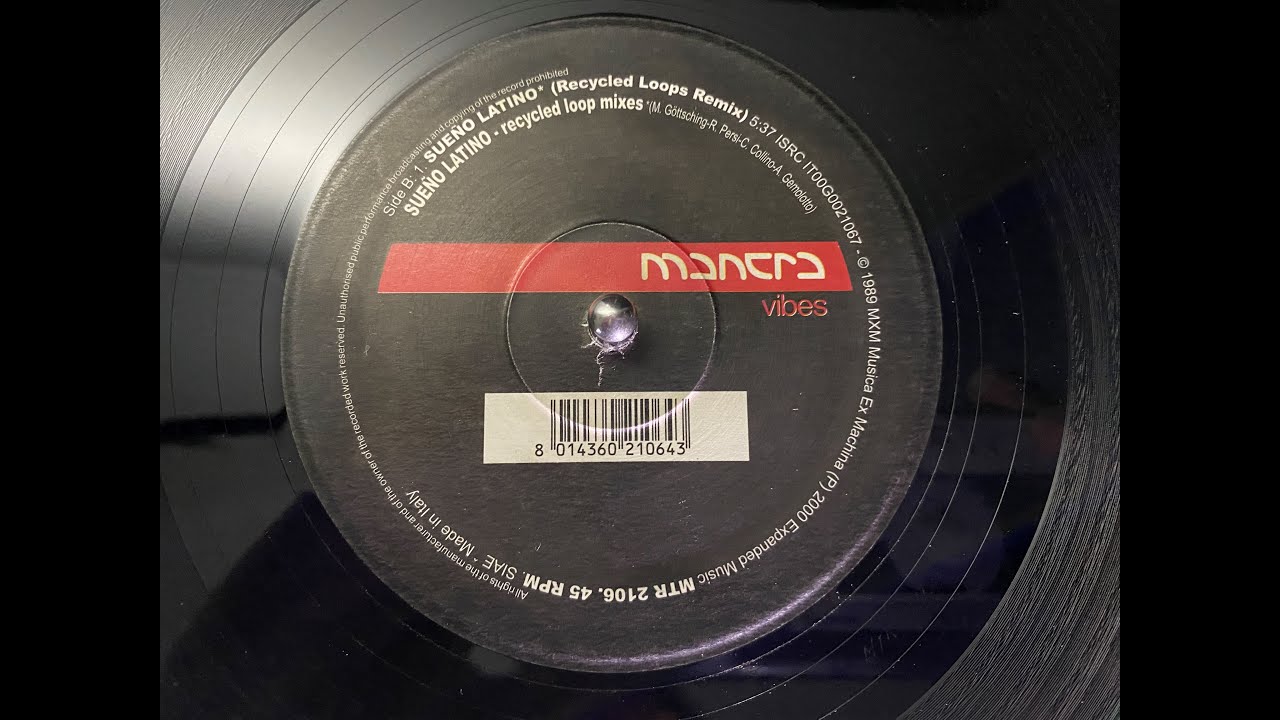 All rights of the manufacturer and of the owner of the recorded work reserved. Unauthorised public performance broadcasting and copying of the record prohibited
Side B: 1. SUEÑO LATINO* (Recycled Loops Remix) 5:37 ISRC IT00G0021067 - © 1989 MXM Musica Ex Machina (P) 2000 Expanded Music MTR 2106. 45 RPM. SIAE - Made in Italy
SUEÑO LATINO - recycled loop mixes *(M. Göttsching-R. Persi-C. Collino-A. Gemolotto)
mantra
vibes
8 014360 210643